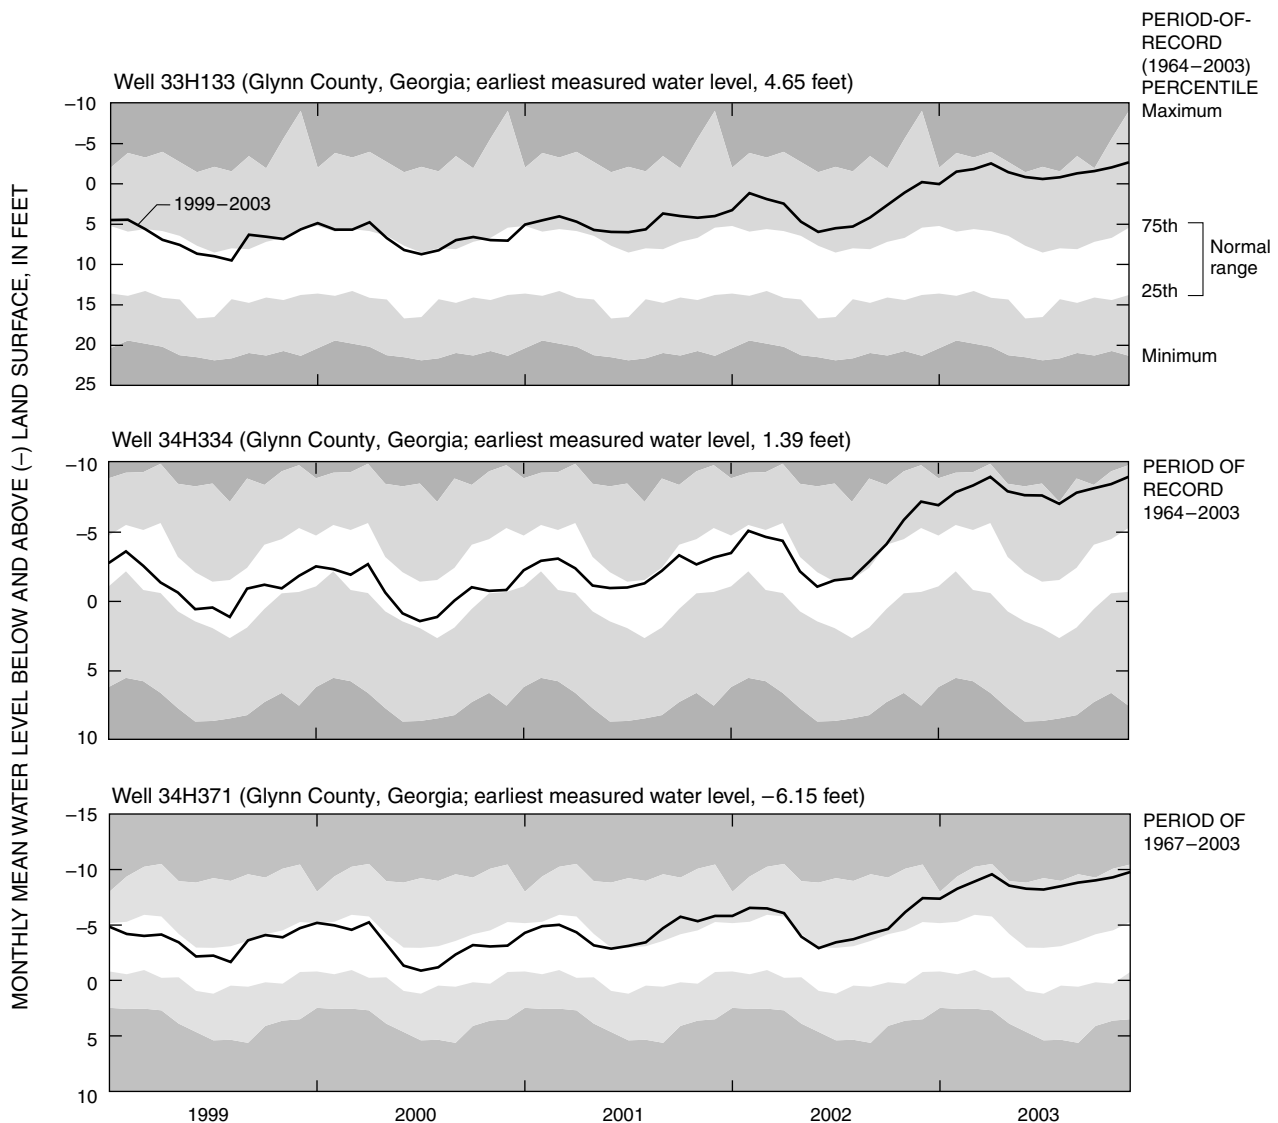 PERIOD-OF-
RECORD
(1964–2003)
PERCENTILE
Well 33H133 (Glynn County, Georgia; earliest measured water level, 4.65 feet)
–10
Maximum
–5
0
1999–2003
5
75th
Normal
range
10
25th
15
20
Minimum
25
MONTHLY MEAN WATER LEVEL BELOW AND ABOVE (–) LAND SURFACE, IN FEET
Well 34H334 (Glynn County, Georgia; earliest measured water level, 1.39 feet)
–10
PERIOD OF
RECORD
1964–2003
–5
0
5
10
Well 34H371 (Glynn County, Georgia; earliest measured water level, –6.15 feet)
–15
PERIOD OF
1967–2003
–10
–5
0
5
10
1999
2000
2001
2002
2003